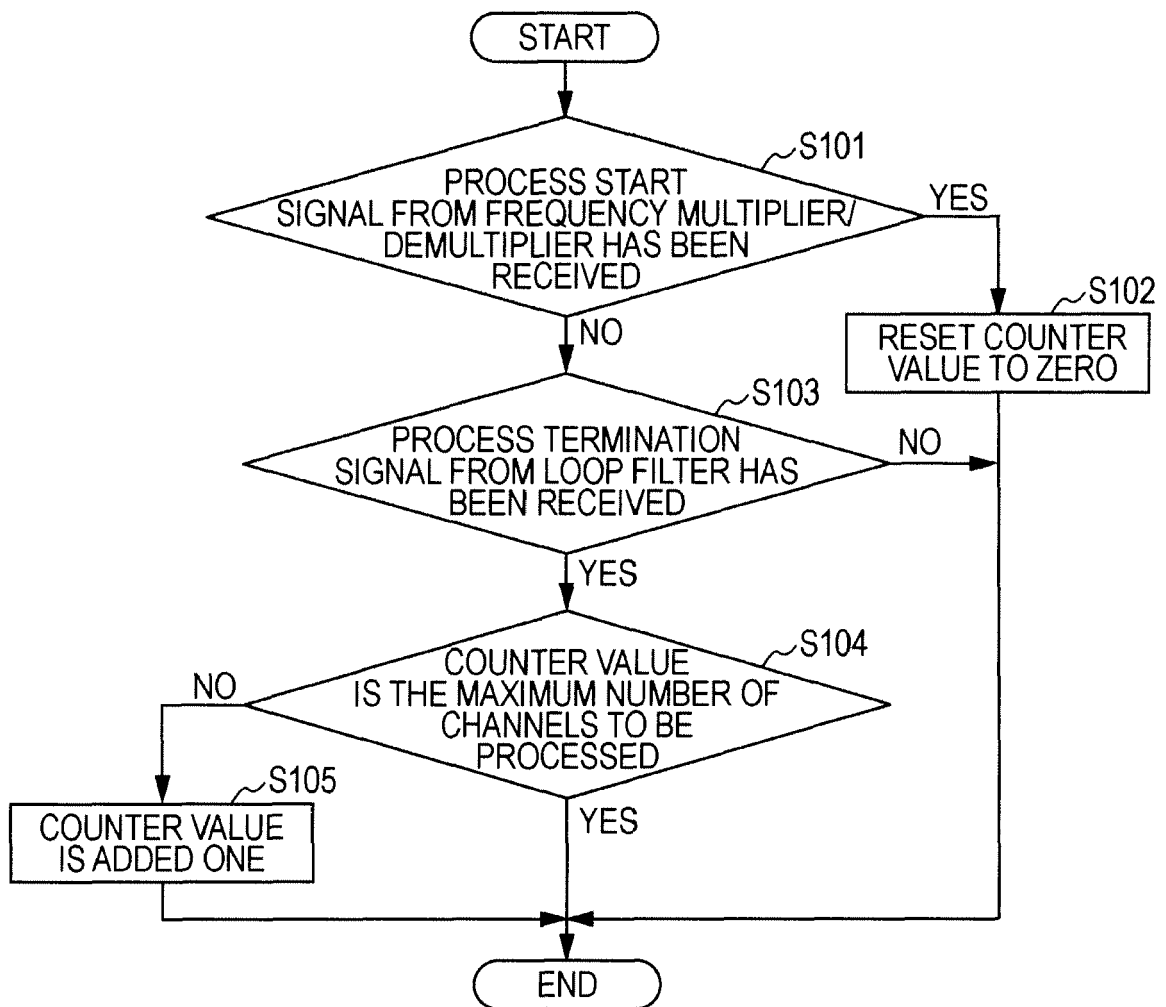 START
S101
PROCESS START
SIGNAL FROM FREQUENCY MULTIPLIER/
DEMULTIPLIER HAS BEEN
RECEIVED
YES
NO
S102
RESET COUNTER
VALUE TO ZERO
S103
PROCESS TERMINATION
SIGNAL FROM LOOP FILTER HAS
BEEN RECEIVED
NO
YES
S104
COUNTER VALUE
IS THE MAXIMUM NUMBER OF
CHANNELS TO BE
PROCESSED
NO
YES
S105
COUNTER VALUE
IS ADDED ONE
END